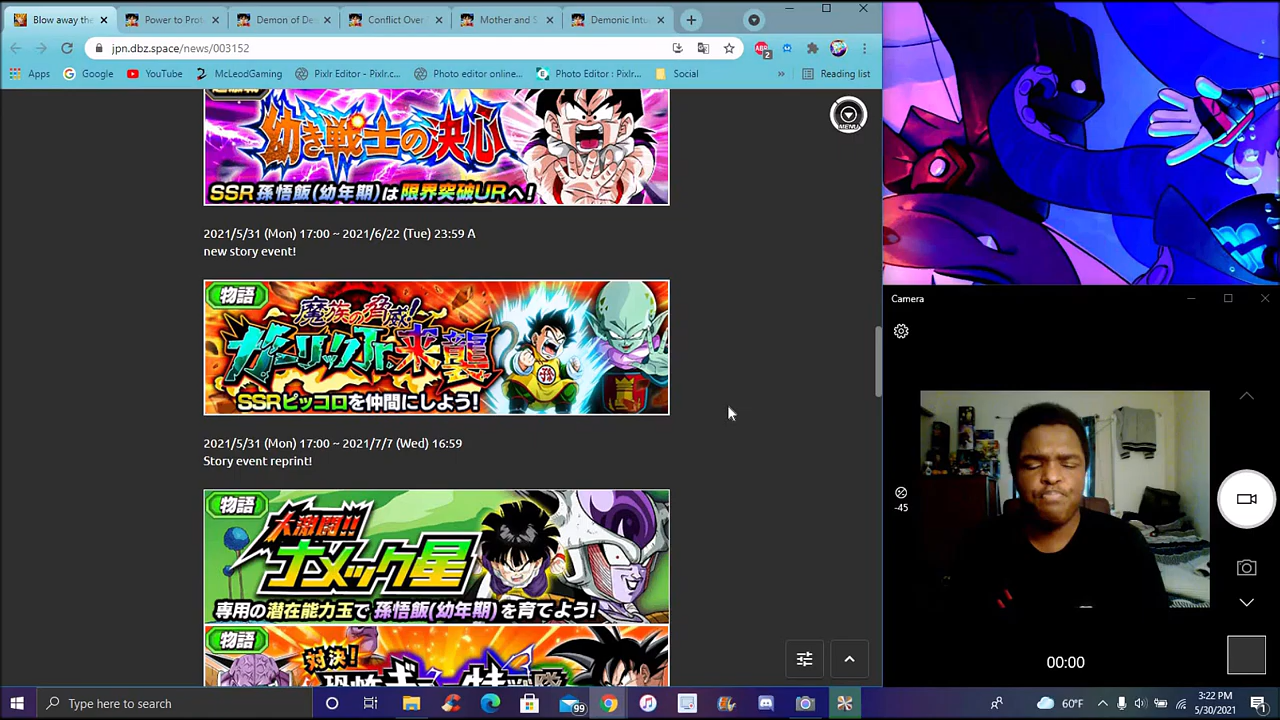 Blow away the
Power to Prot
Demon of De
Conflict Over
Mother and S
Demonic Intu
jpn.dbz.space/news/003152
ABP
2
Apps
Google
YouTube
McLeodGaming
Pixlr Editor - Pixlr.c...
Photo editor online...
Photo Editor : Pixlr...
Social
»
Reading list
MENU
幼き戦士の決心
SSR 孫悟飯(幼年期)は限界突破URへ!
2021/5/31 (Mon) 17:00 ~ 2021/6/22 (Tue) 23:59 A
new story event!
物語
魔族の脅威!
ガーリックJr.来襲
孫
SSRピッコロを仲間にしよう!
2021/5/31 (Mon) 17:00 ~ 2021/7/7 (Wed) 16:59
Story event reprint!
物語
大激闘!!
ナメック星
専用の潜在能力玉で 孫悟飯(幼年期)を育てよう!
物語
対決!
Camera
-45
00:00
Type here to search
99
60°F
3:22 PM
5/30/2021
1